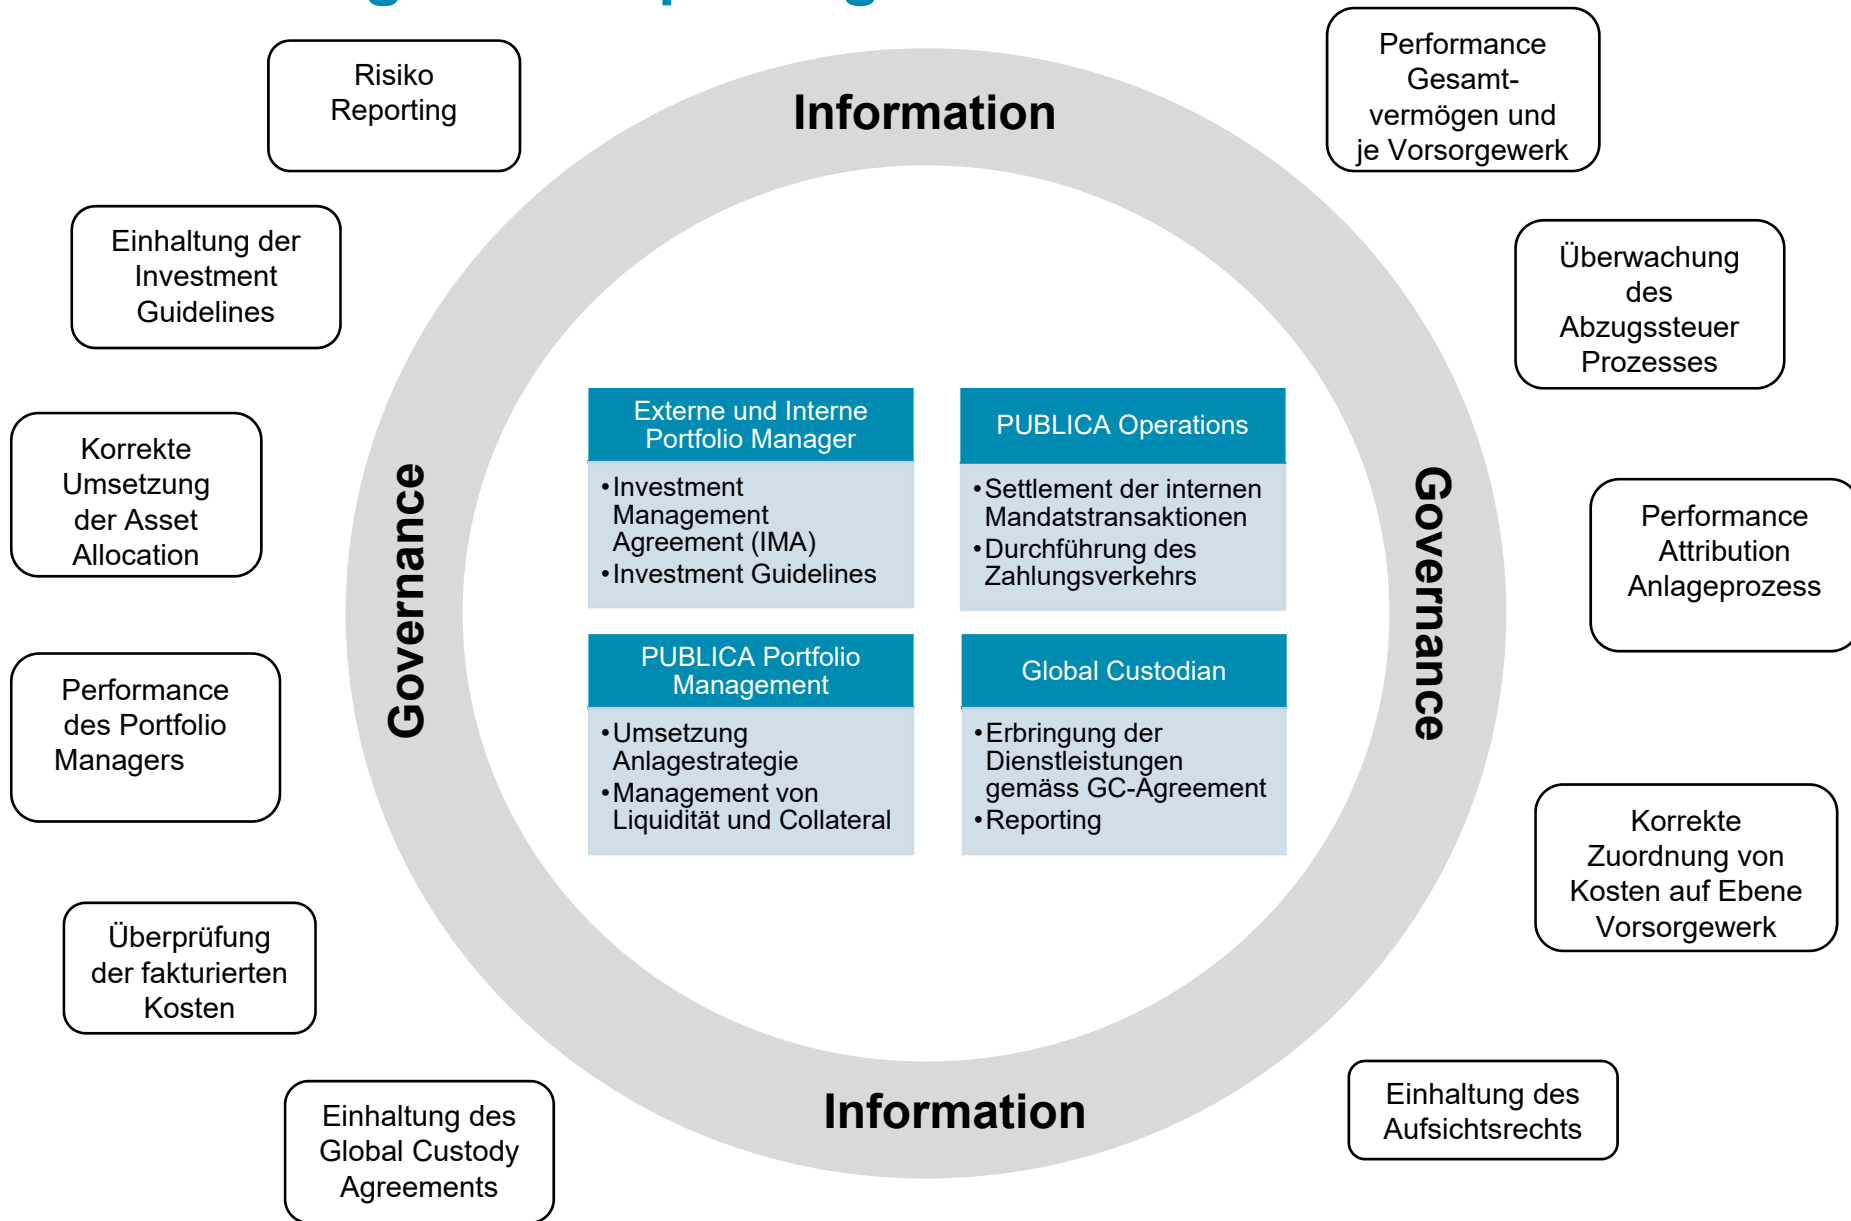 Risiko
Reporting
Information
Performance
Gesamt-
vermögen und
je Vorsorgewerk
Einhaltung der
Investment
Guidelines
Überwachung
des
Abzugssteuer
Prozesses
Korrekte
Umsetzung
der Asset
Allocation
Governance
Externe und Interne
Portfolio Manager
•Investment
Management
Agreement (IMA)
•Investment Guidelines
PUBLICA Operations
•Settlement der internen
Mandatstransaktionen
•Durchführung des
Zahlungsverkehrs
Governance
Performance
Attribution
Anlageprozess
Performance
des Portfolio
Managers
PUBLICA Portfolio
Management
•Umsetzung
Anlagestrategie
•Management von
Liquidität und Collateral
Global Custodian
•Erbringung der
Dienstleistungen
gemäss GC-Agreement
•Reporting
Korrekte
Zuordnung von
Kosten auf Ebene
Vorsorgewerk
Überprüfung
der fakturierten
Kosten
Einhaltung des
Global Custody
Agreements
Information
Einhaltung des
Aufsichtsrechts